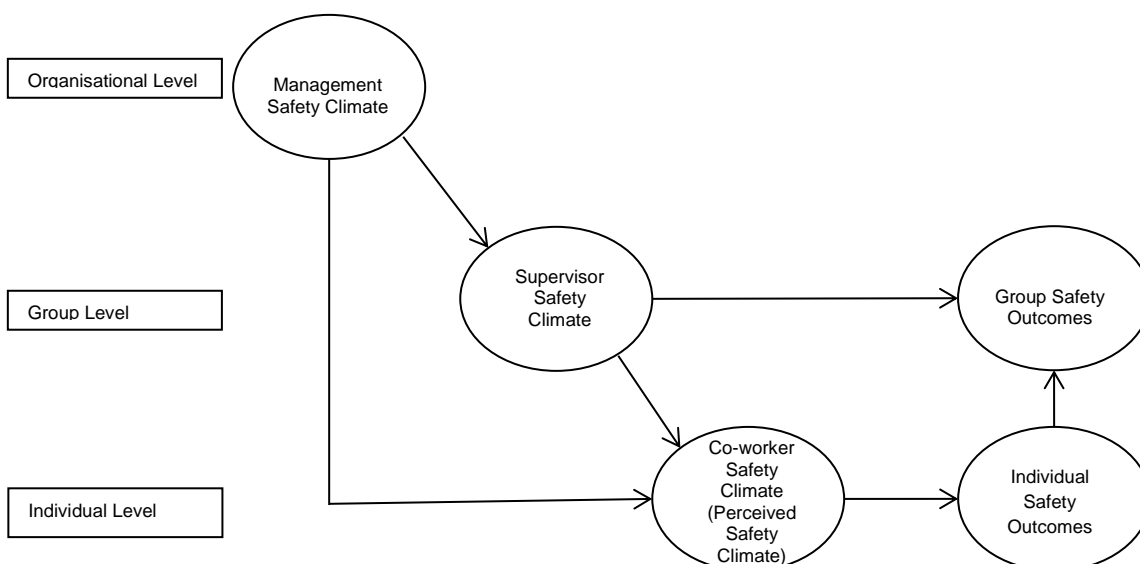 Organisational Level
Management
Safety Climate
Group Level
Supervisor
Safety
Climate
Group Safety
Outcomes
Individual Level
Co-worker
Safety
Climate
(Perceived
Safety
Climate)
Individual
Safety
Outcomes